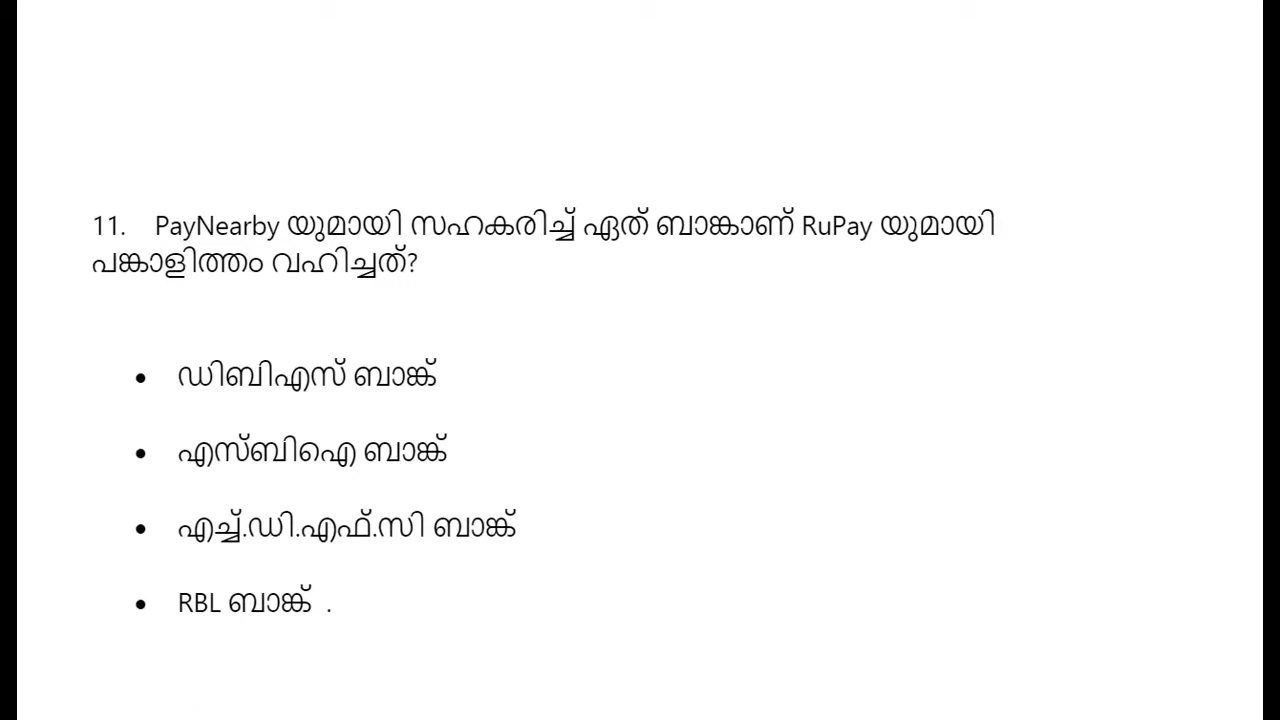 11. PayNearby യുമായി സഹകരിച്ച് ഏത് ബാങ്കാണ് RuPay യുമായി
പങ്കാളിത്തം വഹിച്ചത്?
• ഡിബിഎസ് ബാങ്ക്
• എസ്ബിഐ ബാങ്ക്
• എച്ച്.ഡി.എഫ്.സി ബാങ്ക്
• RBL ബാങ്ക് .